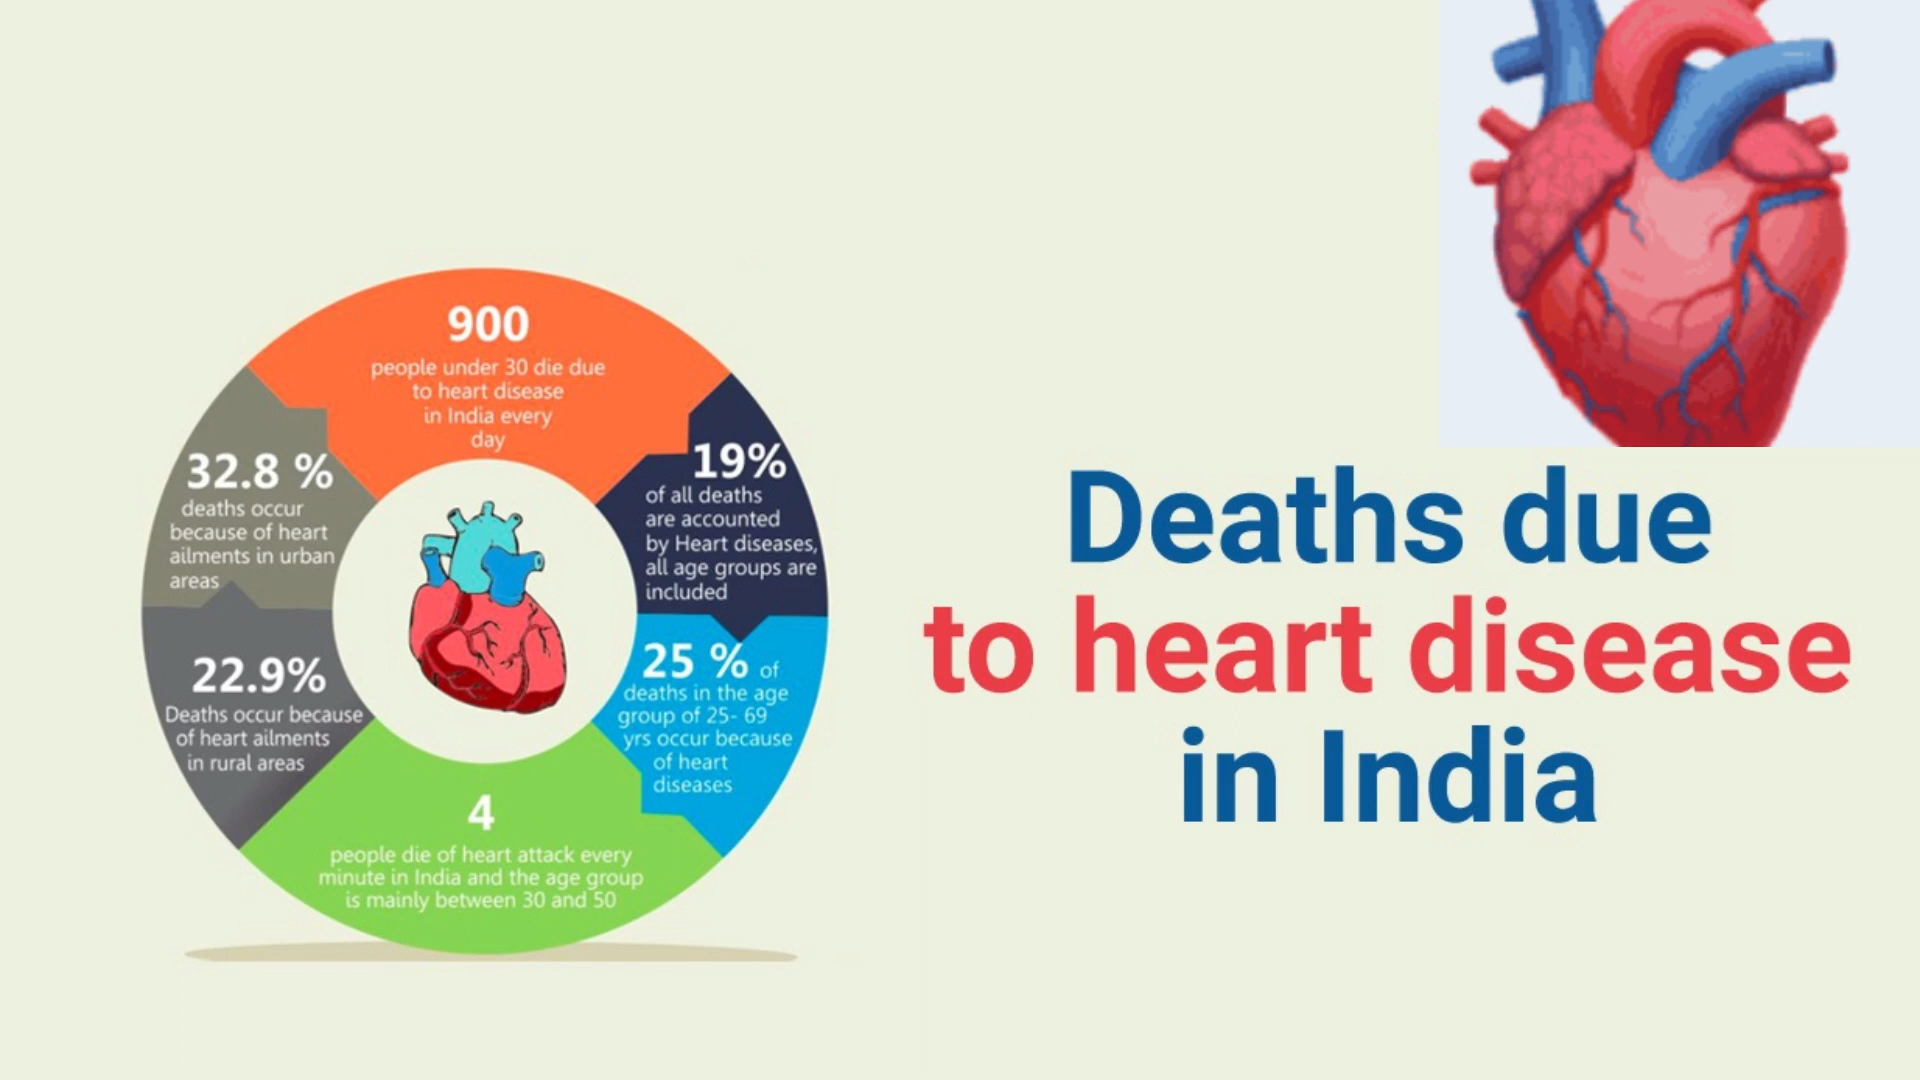 900
people under 30 die due
to heart disease
in India every
day
19%
of all deaths
are accounted
by Heart diseases,
all age groups are
included
25 % of
deaths in the age
group of 25- 69
yrs occur because
of heart
diseases
4
people die of heart attack every
minute in India and the age group
is mainly between 30 and 50
22.9%
Deaths occur because
of heart ailments
in rural areas
32.8 %
deaths occur
because of heart
ailments in urban
areas
Deaths due
to heart disease
in India